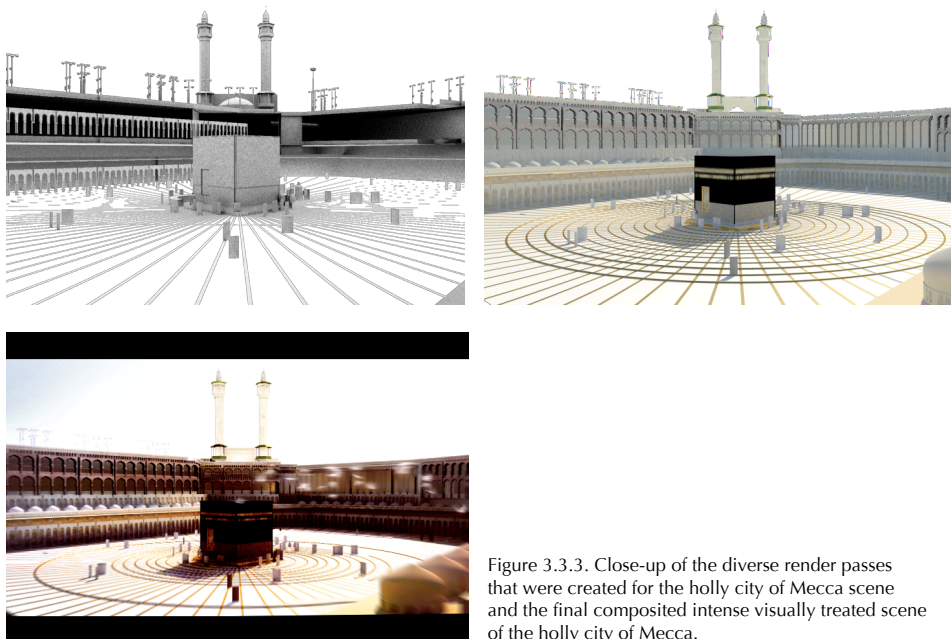 Figure 3.3.3. Close-up of the diverse render passes
that were created for the holly city of Mecca scene
and the final composited intense visually treated scene
of the holly city of Mecca.